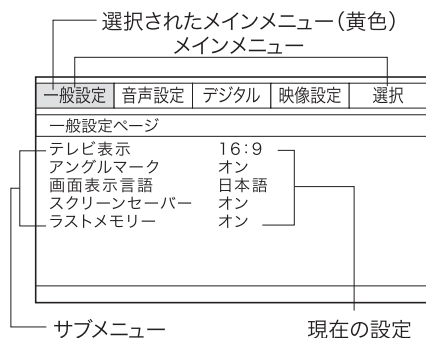 選択されたメインメニュー(黄色)
メインメニュー
一般設定 音声設定 デジタル 映像設定 選択
一般設定ページ
テレビ表示 16:9
アングルマーク オン
画面表示言語 日本語
スクリーンセーバー オン
ラストメモリー オン
サブメニュー 現在の設定